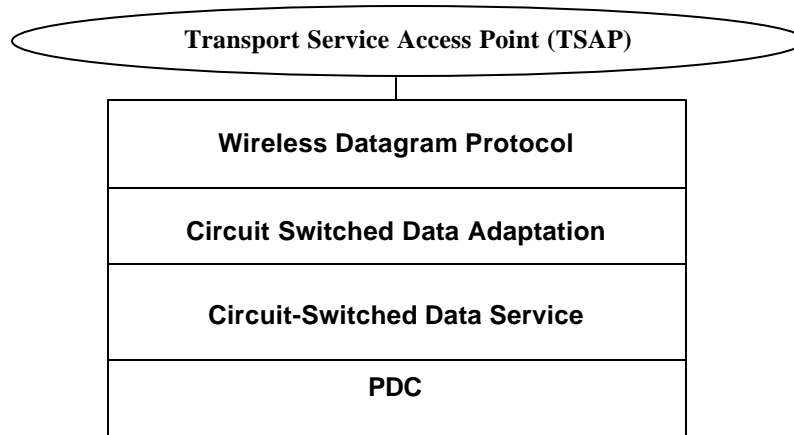 Transport Service Access Point (TSAP)
Wireless Datagram Protocol
Circuit Switched Data Adaptation
Circuit-Switched Data Service
PDC